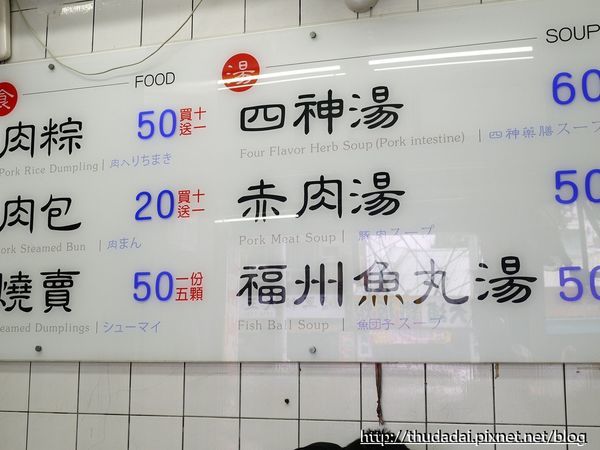 食
FOOD
肉粽 50 買十送一
Pork Rice Dumpling | 肉入りちまき
肉包 20 買十送一
Pork Steamed Bun | 肉まん
燒賣 50 一份五顆
Steamed Dumplings | シューマイ
湯
SOUP
四神湯 60
Four Flavor Herb Soup (Pork intestine) | 四神藥膳スープ
赤肉湯 50
Pork Meat Soup | 豚肉スープ
福州魚丸湯 50
Fish Ball Soup | 魚団子スープ
http://thudadai.pixnet.net/blog